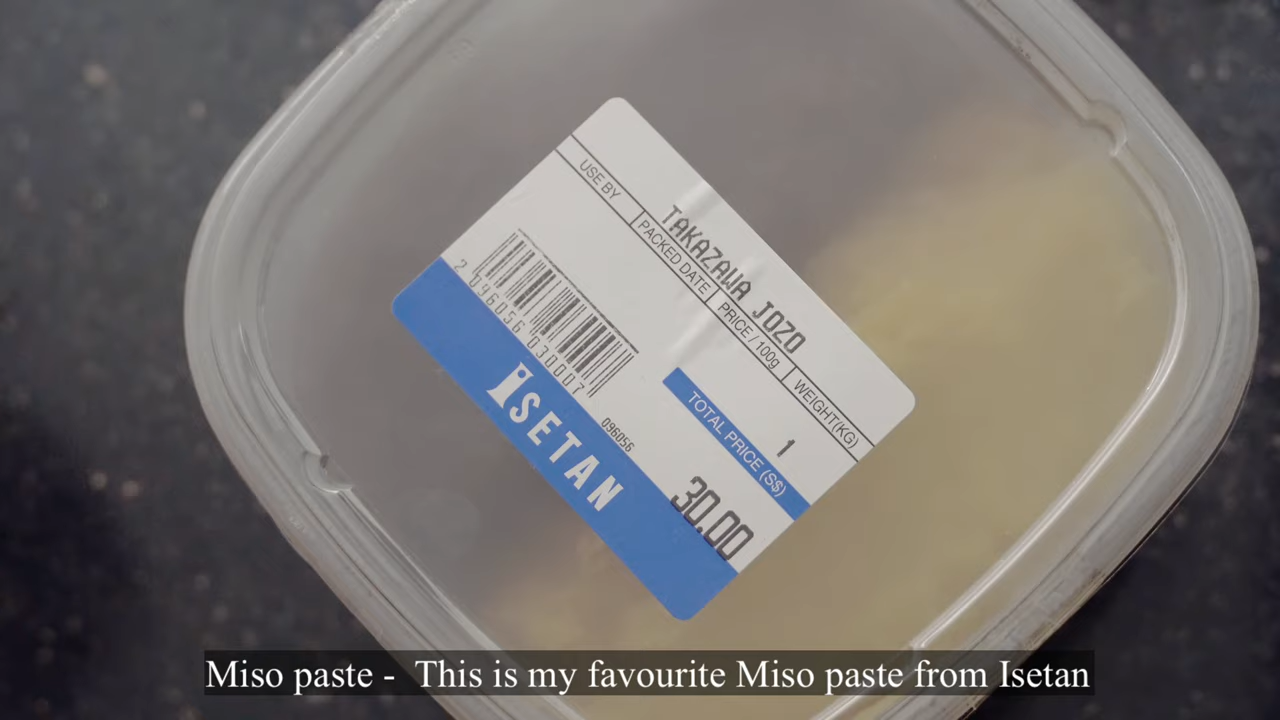 TAKAZAWA JOZO
USE BY
PACKED DATE
PRICE / 100g
WEIGHT(KG)
2 096056 030007
1
TOTAL PRICE (S$)
096056
30.00
ISETAN
Miso paste - This is my favourite Miso paste from Isetan